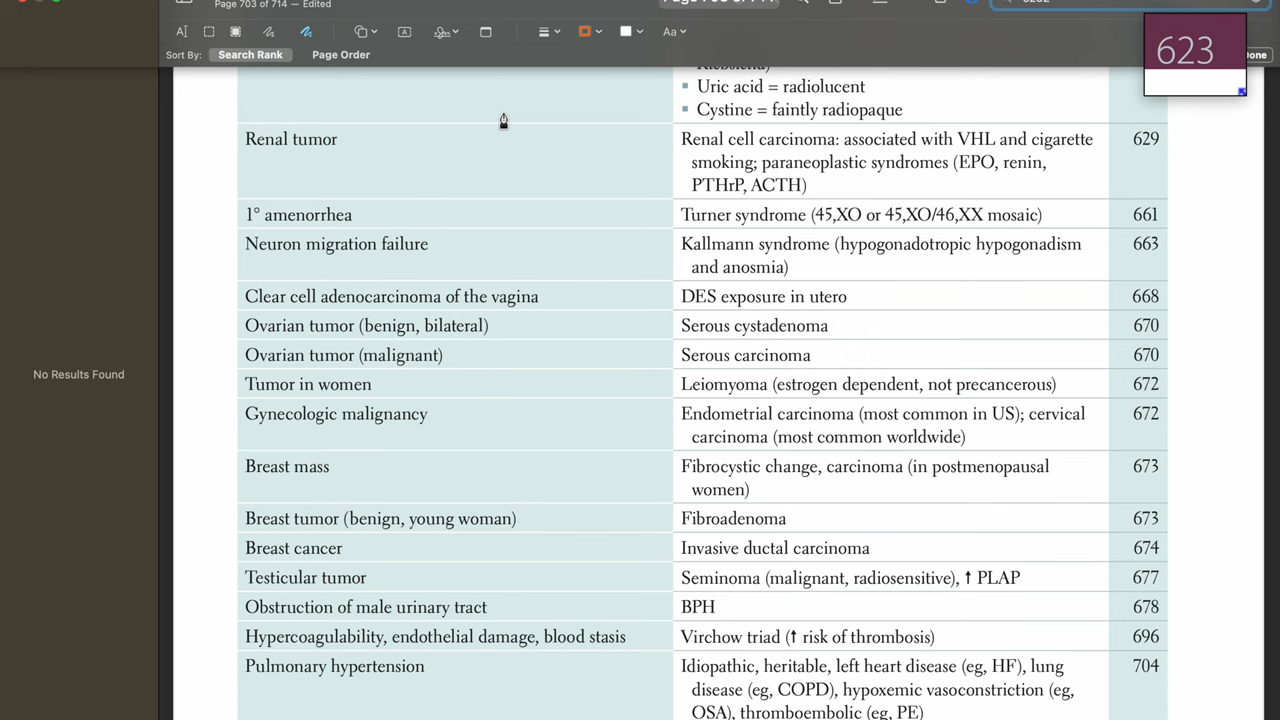 Page 703 of 714 — Edited
Sort By: Search Rank Page Order
623
No Results Found
Uric acid = radiolucent
Cystine = faintly radiopaque
Renal tumor
Renal cell carcinoma: associated with VHL and cigarette
smoking; paraneoplastic syndromes (EPO, renin,
PTHrP, ACTH)
629
1° amenorrhea
Turner syndrome (45,XO or 45,XO/46,XX mosaic)
661
Neuron migration failure
Kallmann syndrome (hypogonadotropic hypogonadism
and anosmia)
663
Clear cell adenocarcinoma of the vagina
DES exposure in utero
668
Ovarian tumor (benign, bilateral)
Serous cystadenoma
670
Ovarian tumor (malignant)
Serous carcinoma
670
Tumor in women
Leiomyoma (estrogen dependent, not precancerous)
672
Gynecologic malignancy
Endometrial carcinoma (most common in US); cervical
carcinoma (most common worldwide)
672
Breast mass
Fibrocystic change, carcinoma (in postmenopausal
women)
673
Breast tumor (benign, young woman)
Fibroadenoma
673
Breast cancer
Invasive ductal carcinoma
674
Testicular tumor
Seminoma (malignant, radiosensitive), ↑ PLAP
677
Obstruction of male urinary tract
BPH
678
Hypercoagulability, endothelial damage, blood stasis
Virchow triad (↑ risk of thrombosis)
696
Pulmonary hypertension
Idiopathic, heritable, left heart disease (eg, HF), lung
disease (eg, COPD), hypoxemic vasoconstriction (eg,
OSA), thromboembolic (eg, PE)
704